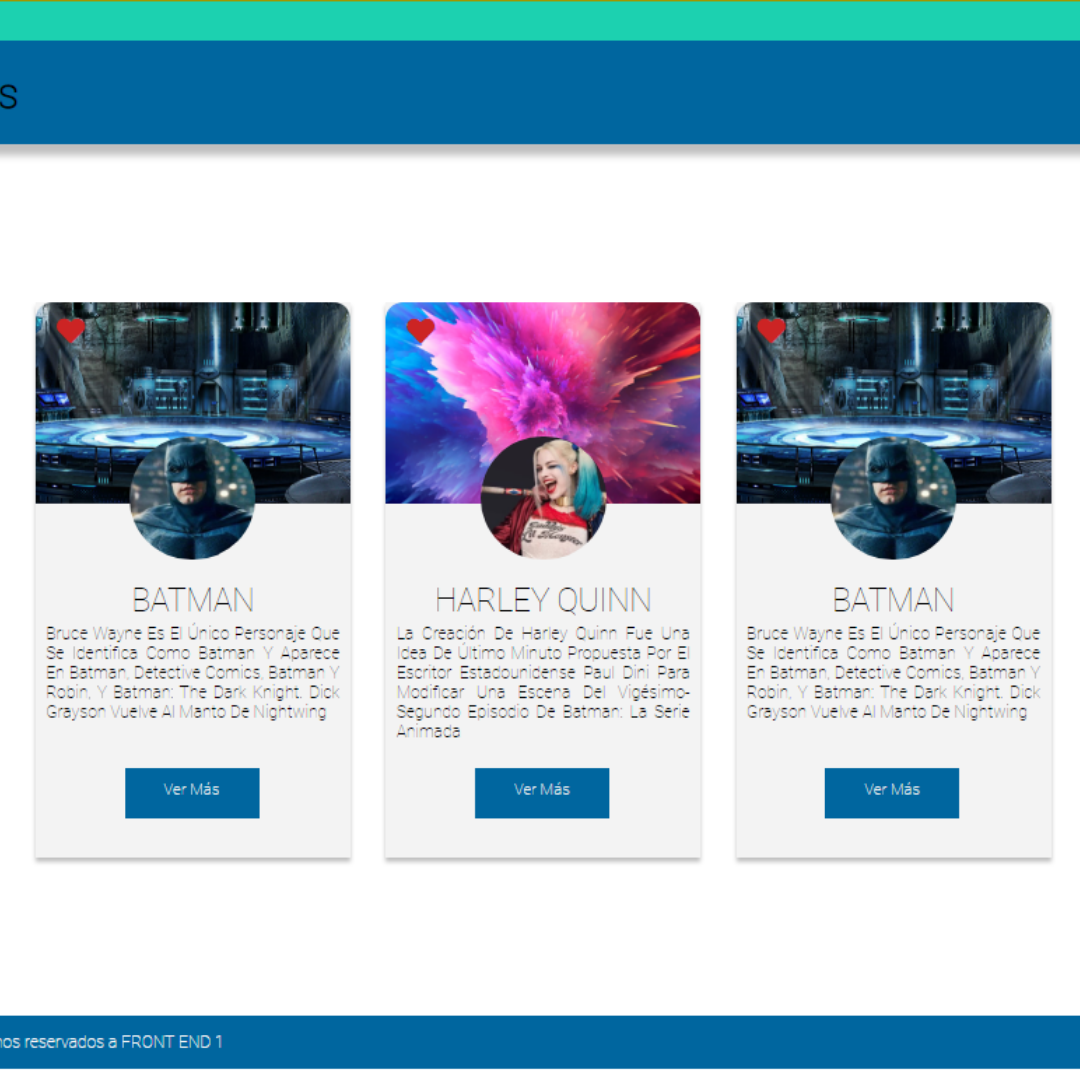 s
BATMAN
Bruce Wayne Es El Único Personaje Que
Se Identifica Como Batman Y Aparece
En Batman, Detective Comics, Batman Y
Robin, Y Batman: The Dark Knight. Dick
Grayson Vuelve Al Manto De Nightwing
Ver Más
HARLEY QUINN
La Creación De Harley Quinn Fue Una
Idea De Último Minuto Propuesta Por El
Escritor Estadounidense Paul Dini Para
Modificar Una Escena Del Vigésimo-
Segundo Episodio De Batman: La Serie
Animada
Ver Más
BATMAN
Bruce Wayne Es El Único Personaje Que
Se Identifica Como Batman Y Aparece
En Batman, Detective Comics, Batman Y
Robin, Y Batman: The Dark Knight. Dick
Grayson Vuelve Al Manto De Nightwing
Ver Más
reservados a FRONT END 1